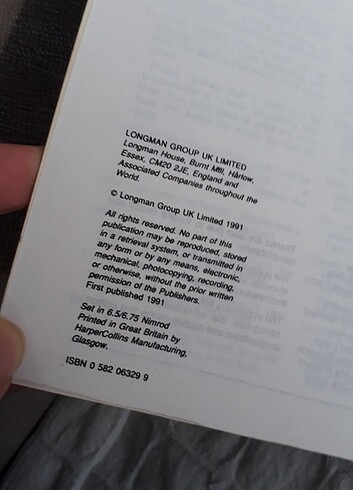 LONGMAN GROUP UK LIMITED
Longman House, Burnt Mill, Harlow,
Essex, CM20 2JE, England and
Associated Companies throughout the
World.
© Longman Group UK Limited 1991
All rights reserved. No part of this
publication may be reproduced, stored
in a retrieval system, or transmitted in
any form or by any means, electronic,
mechanical, photocopying, recording,
or otherwise, without the prior written
permission of the Publishers.
First published 1991
Set in 6.5/6.75 Nimrod
Printed in Great Britain by
HarperCollins Manufacturing,
Glasgow.
ISBN 0 582 06329 9